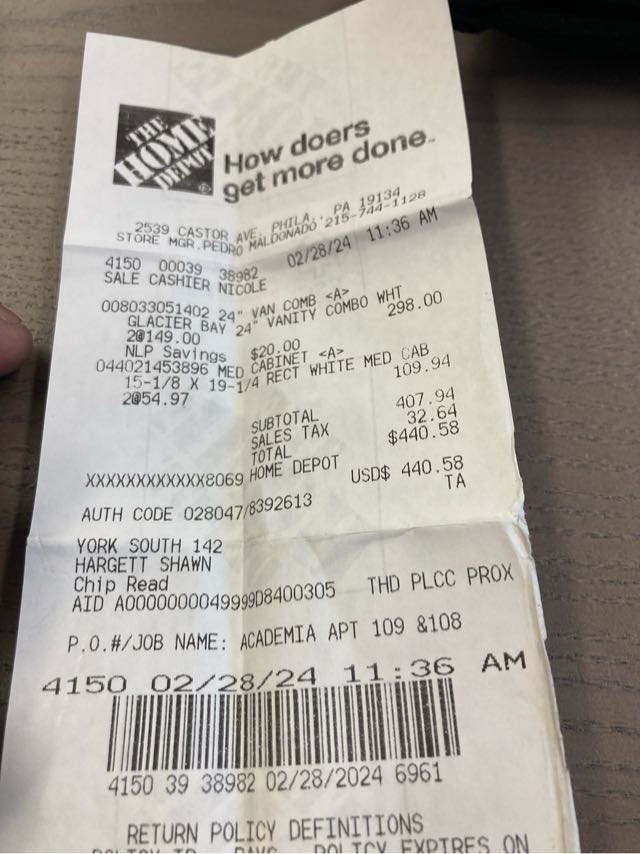 THE
HOME
DEPOT
How doers
get more done.
2539 CASTOR AVE, PHILA, PA 19134
STORE MGR.PEDRO MALDONADO 215-744-1128
4150 00039 38982 02/28/24 11:36 AM
SALE CASHIER NICOLE
008033051402 24" VAN COMB <A>
GLACIER BAY 24" VANITY COMBO WHT
2@149.00 298.00
NLP Savings $20.00
044021453896 MED CABINET <A>
15-1/8 X 19-1/4 RECT WHITE MED CAB
2@54.97 109.94
SUBTOTAL 407.94
SALES TAX 32.64
TOTAL $440.58
XXXXXXXXXXXX8069 HOME DEPOT
USD$ 440.58
AUTH CODE 028047/8392613 TA
YORK SOUTH 142
HARGETT SHAWN
Chip Read
AID A0000000049999D8400305 THD PLCC PROX
P.O.#/JOB NAME: ACADEMIA APT 109 &108
4150 02/28/24 11:36 AM
4150 39 38982 02/28/2024 6961
RETURN POLICY DEFINITIONS
POLICY ID DAYS POLICY EXPIRES ON